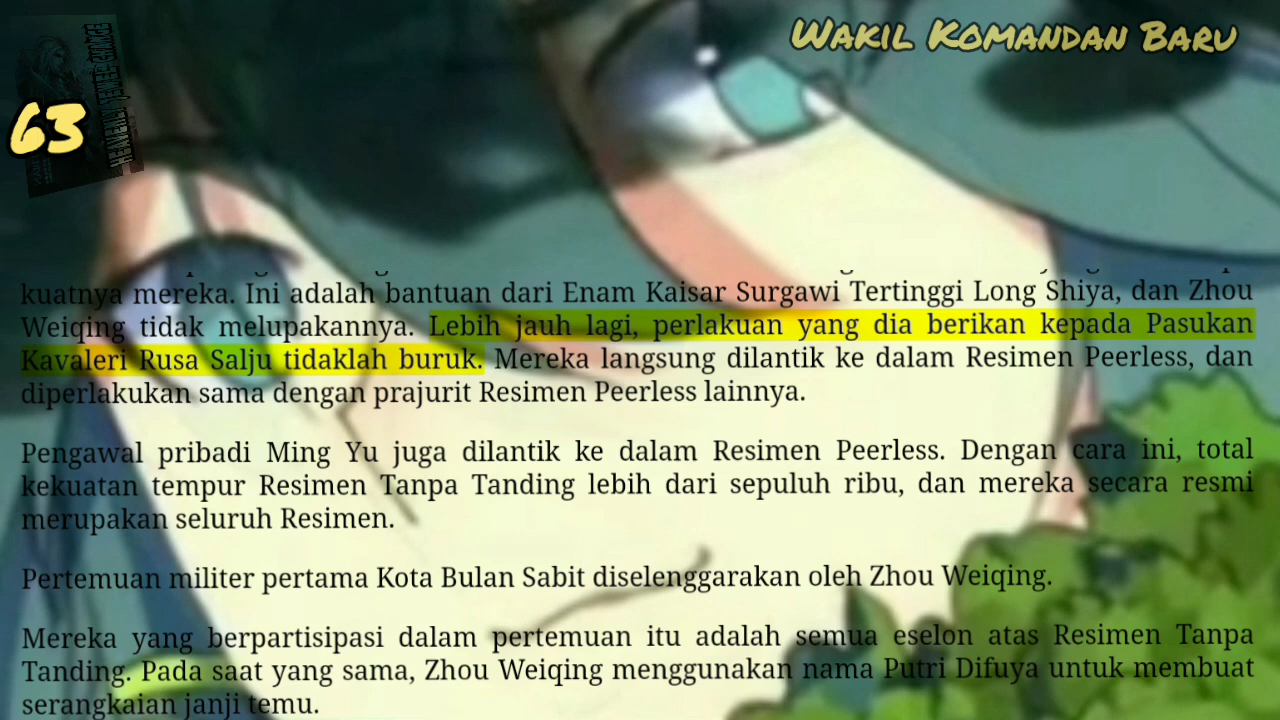 Wakil Komandan Baru
63
HEAVENLY JEWEL CHANGE
kuatnya mereka. Ini adalah bantuan dari Enam Kaisar Surgawi Tertinggi Long Shiya, dan Zhou
Weiqing tidak melupakannya. Lebih jauh lagi, perlakuan yang dia berikan kepada Pasukan
Kavaleri Rusa Salju tidaklah buruk. Mereka langsung dilantik ke dalam Resimen Peerless, dan
diperlakukan sama dengan prajurit Resimen Peerless lainnya.
Pengawal pribadi Ming Yu juga dilantik ke dalam Resimen Peerless. Dengan cara ini, total
kekuatan tempur Resimen Tanpa Tanding lebih dari sepuluh ribu, dan mereka secara resmi
merupakan seluruh Resimen.
Pertemuan militer pertama Kota Bulan Sabit diselenggarakan oleh Zhou Weiqing.
Mereka yang berpartisipasi dalam pertemuan itu adalah semua eselon atas Resimen Tanpa
Tanding. Pada saat yang sama, Zhou Weiqing menggunakan nama Putri Difuya untuk membuat
serangkaian janji temu.